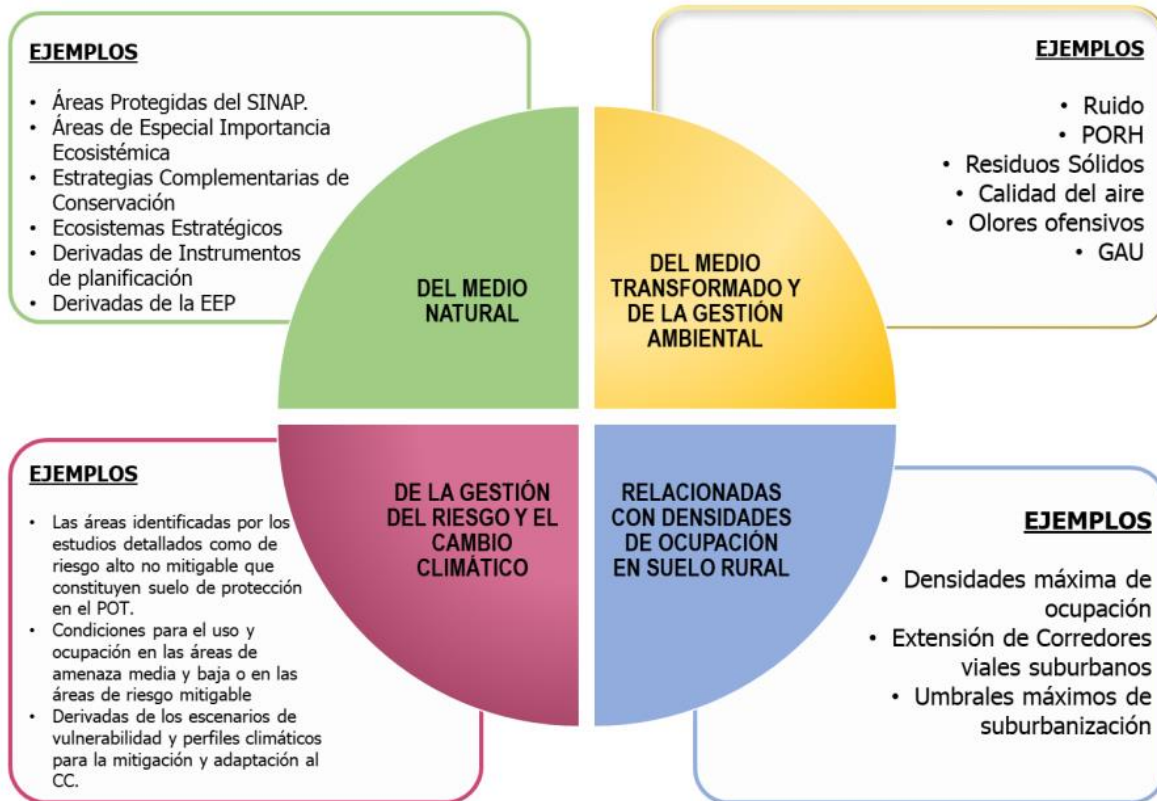 EJEMPLOS
• Áreas Protegidas del SINAP.
• Áreas de Especial Importancia
Ecosistémica
• Estrategias Complementarias de
Conservación
• Ecosistemas Estratégicos
• Derivadas de Instrumentos
de planificación
• Derivadas de la EEP
DEL MEDIO
NATURAL
EJEMPLOS
• Ruido
• PORH
• Residuos Sólidos
• Calidad del aire
• Olores ofensivos
• GAU
DEL MEDIO
TRANSFORMADO Y
DE LA GESTIÓN
AMBIENTAL
EJEMPLOS
• Las áreas identificadas por los
estudios detallados como de
riesgo alto no mitigable que
constituyen suelo de protección
en el POT.
• Condiciones para el uso y
ocupación en las áreas de
amenaza media y baja o en las
áreas de riesgo mitigable
• Derivadas de los escenarios de
vulnerabilidad y perfiles climáticos
para la mitigación y adaptación al
CC.
DE LA GESTIÓN
DEL RIESGO Y EL
CAMBIO
CLIMÁTICO
RELACIONADAS
CON DENSIDADES
DE OCUPACIÓN
EN SUELO RURAL
EJEMPLOS
• Densidades máxima de
ocupación
• Extensión de Corredores
viales suburbanos
• Umbrales máximos de
suburbanización